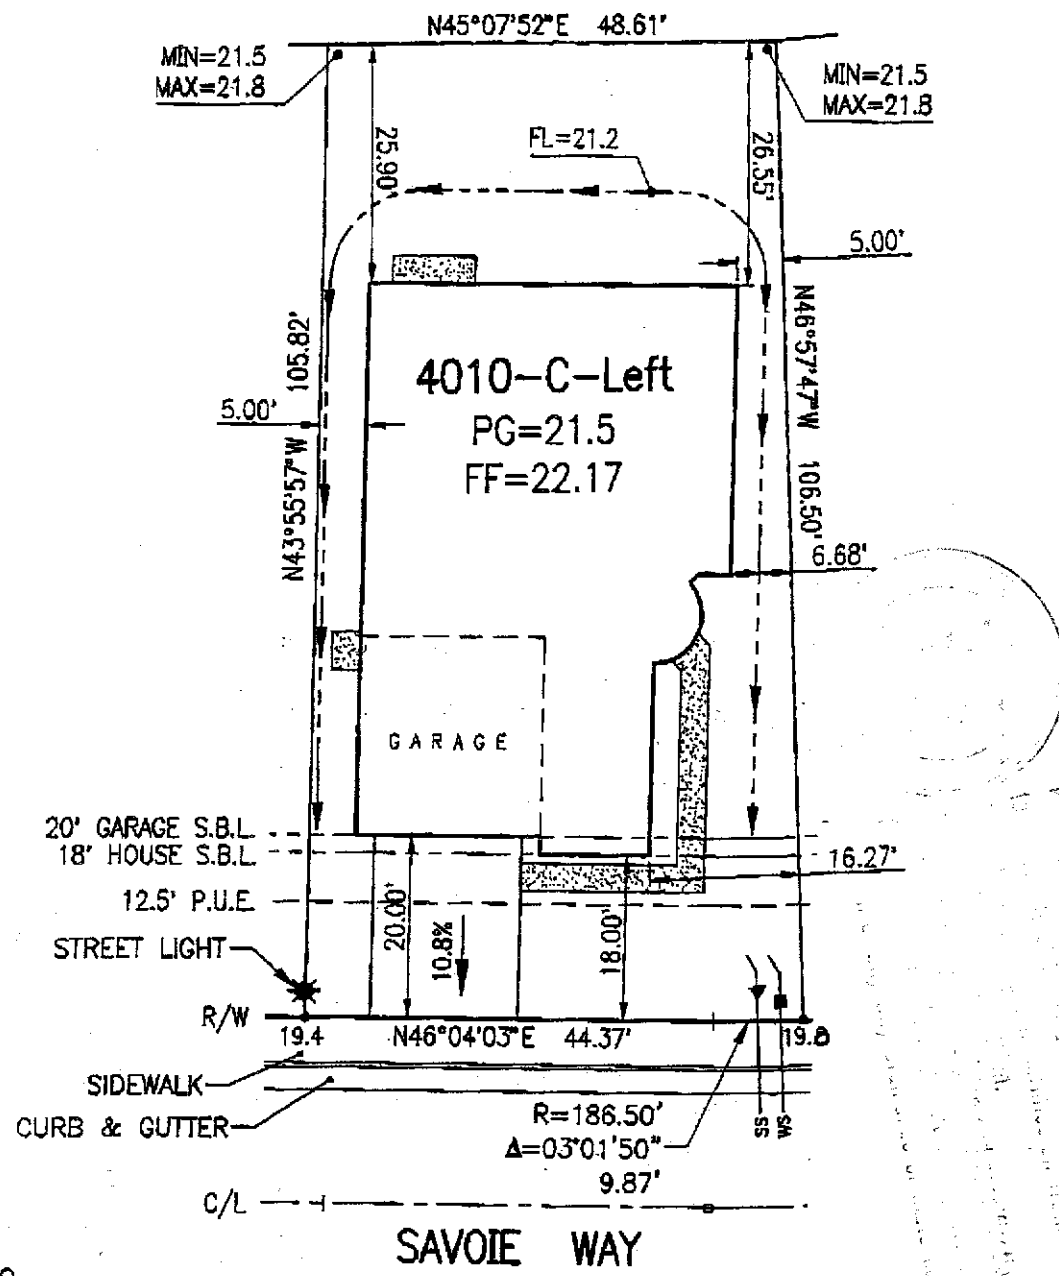 N45°07'52"E 48.61'
MIN=21.5
MAX=21.8
MIN=21.5
MAX=21.8
25.90'
FL=21.2
26.55'
5.00'
N43°55'57"W 105.82'
5.00'
4010-C-Left
PG=21.5
FF=22.17
N46°57'47"W 106.50'
6.68'
GARAGE
20' GARAGE S.B.L.
18' HOUSE S.B.L.
12.5' P.U.E.
16.27'
20.00'
10.8%
18.00'
STREET LIGHT
R/W
19.4
N46°04'03"E 44.37'
19.8
SIDEWALK
CURB & GUTTER
R=186.50'
Δ=03°01'50"
9.87'
SS
WS
C/L
SAVOIE WAY